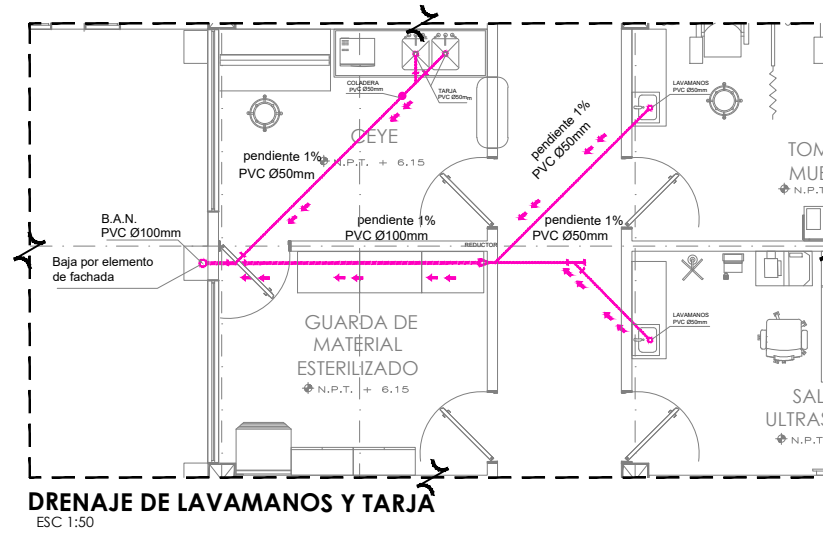 COLADERA
PVC Ø50mm
TARJA
PVC Ø50mm
LAVAMANOS
PVC Ø50mm
CEYE
N.P.T. + 6.15
pendiente 1%
PVC Ø50mm
pendiente 1%
PVC Ø50mm
TOM
MUE
N.P.T
B.A.N.
PVC Ø100mm
pendiente 1%
PVC Ø100mm
pendiente 1%
PVC Ø50mm
REDUCTOR
Baja por elemento
de fachada
GUARDA DE
MATERIAL
ESTERILIZADO
N.P.T. + 6.15
LAVAMANOS
PVC Ø50mm
SAL
ULTRAS
N.P.T
DRENAJE DE LAVAMANOS Y TARJA
ESC 1:50